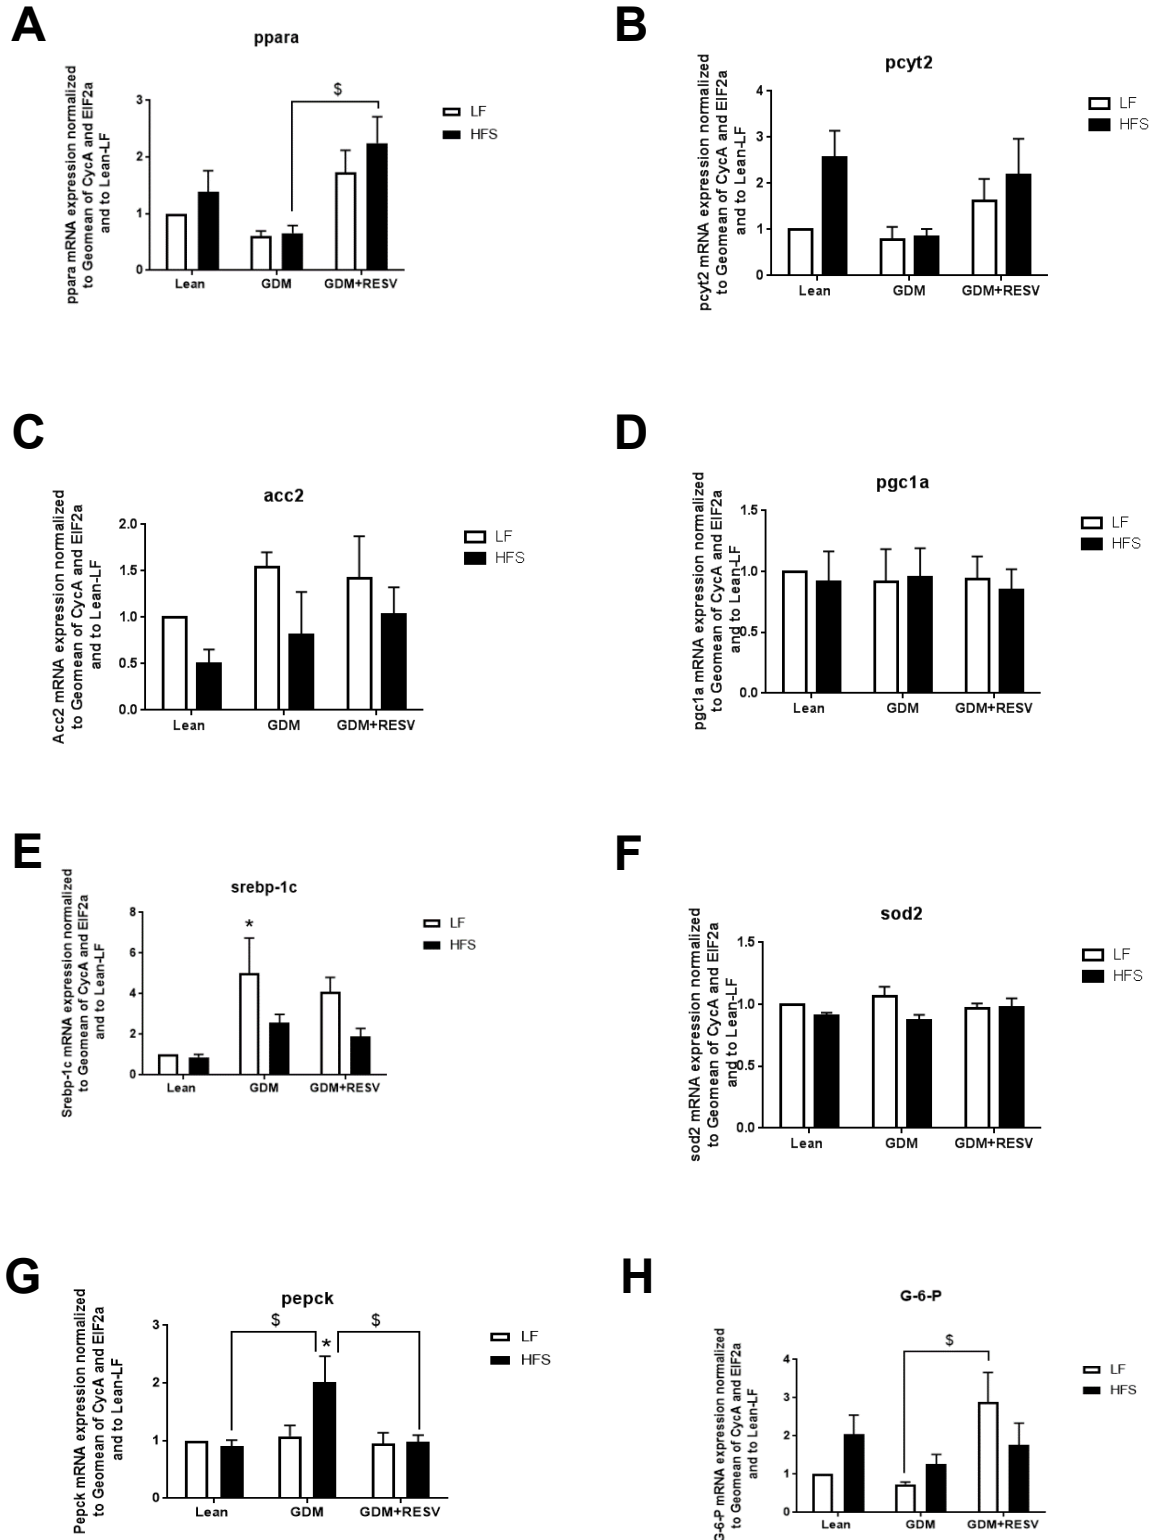 A
ppara
ppara mRNA expression normalized
to Geomean of CycA and EIF2a
and to Lean-LF
3
2
1
0
$
LF
HFS
Lean GDM GDM+RESV
B
pcyt2
pcyt2 mRNA expression normalized
to Geomean of CycA and EIF2a
and to Lean-LF
4
3
2
1
0
LF
HFS
Lean GDM GDM+RESV
C
acc2
Acc2 mRNA expression normalized
to Geomean of CycA and EIF2a
and to Lean-LF
2.0
1.5
1.0
0.5
0.0
LF
HFS
Lean GDM GDM+RESV
D
pgc1a
pgc1a mRNA expression normalized
to Geomean of CycA and EIF2a
and to Lean-LF
1.5
1.0
0.5
0.0
LF
HFS
Lean GDM GDM+RESV
E
srebp-1c
Srebp-1c mRNA expression normalized
to Geomean of CycA and EIF2a
and to Lean-LF
8
6
4
2
0
*
LF
HFS
Lean GDM GDM+RESV
F
sod2
sod2 mRNA expression normalized
to Geomean of CycA and EIF2a
and to Lean-LF
1.5
1.0
0.5
0.0
LF
HFS
Lean GDM GDM+RESV
G
pepck
Pepck mRNA expression normalized
to Geomean of CycA and EIF2a
and to Lean-LF
3
2
1
0
$ $
*
LF
HFS
Lean GDM GDM+RESV
H
G-6-P
G-6-P mRNA expression normalized
to Geomean of CycA and EIF2a
and to Lean-LF
4
3
2
1
0
$
LF
HFS
Lean GDM GDM+RESV